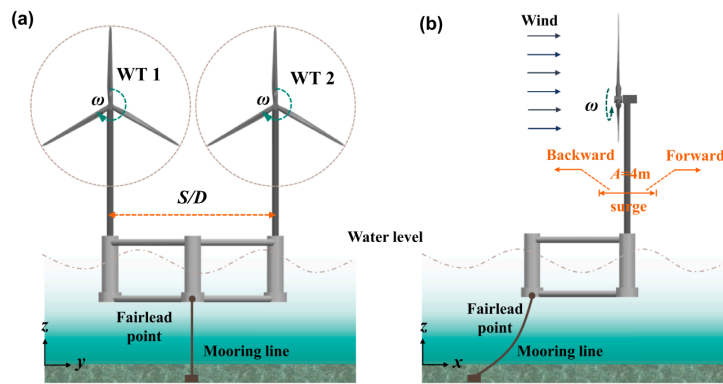 (a)
WT 1
WT 2
ω
ω
S/D
Water level
Fairlead
point
Mooring line
z
y
(b)
Wind
ω
Backward
Forward
A=4m
surge
Fairlead
point
Mooring line
z
x